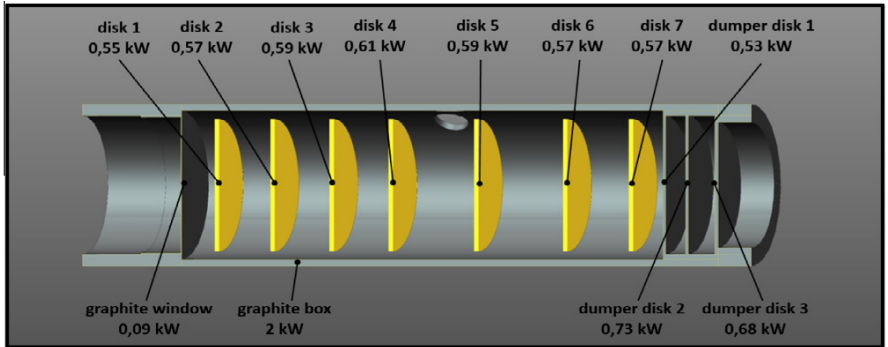 disk 1
0,55 kW
disk 2
0,57 kW
disk 3
0,59 kW
disk 4
0,61 kW
disk 5
0,59 kW
disk 6
0,57 kW
disk 7
0,57 kW
dumper disk 1
0,53 kW
graphite window
0,09 kW
graphite box
2 kW
dumper disk 2
0,73 kW
dumper disk 3
0,68 kW